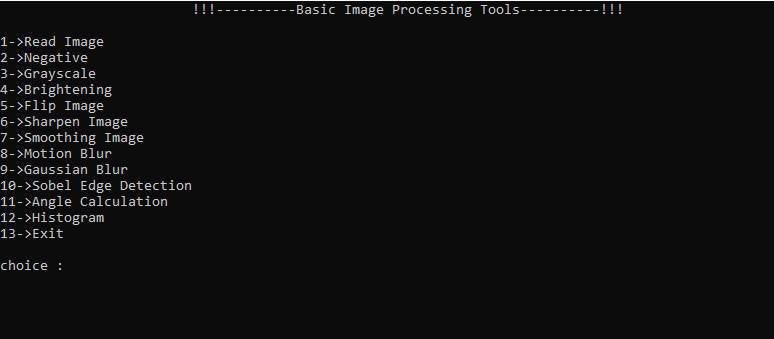 !!!----------Basic Image Processing Tools----------!!!
1->Read Image
2->Negative
3->Grayscale
4->Brightening
5->Flip Image
6->Sharpen Image
7->Smoothing Image
8->Motion Blur
9->Gaussian Blur
10->Sobel Edge Detection
11->Angle Calculation
12->Histogram
13->Exit
choice :